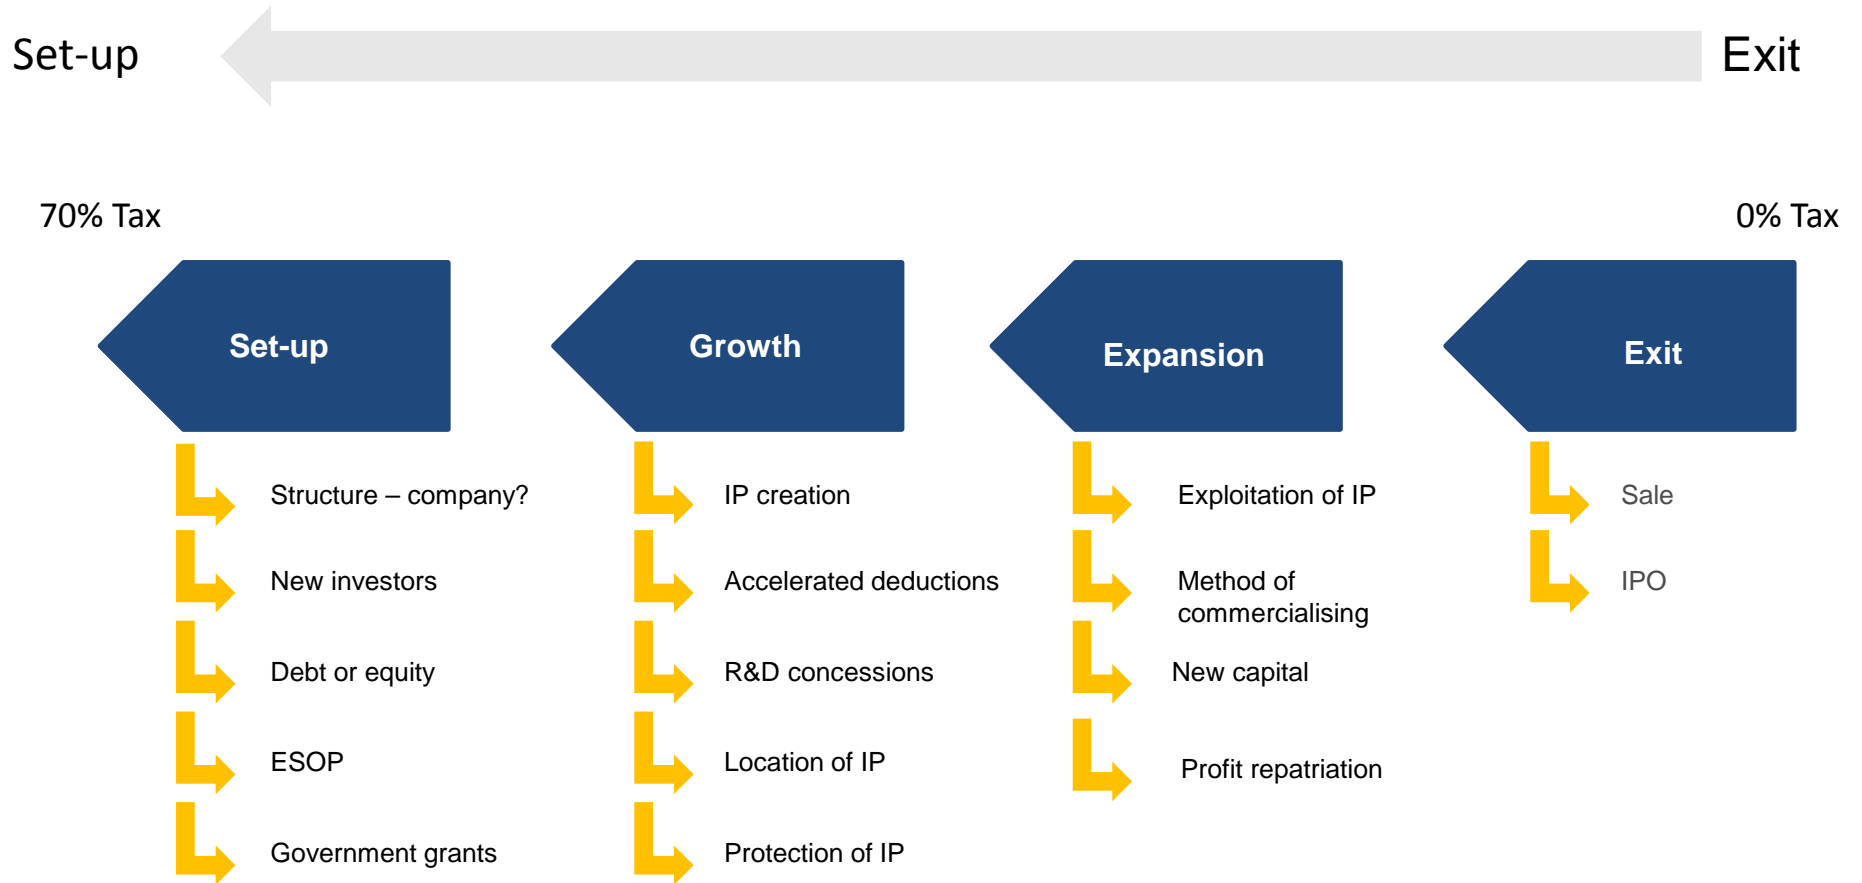 Set-up
Exit
70% Tax
0% Tax
Set-up
Growth
Expansion
Exit
Structure – company?
New investors
Debt or equity
ESOP
Government grants
IP creation
Accelerated deductions
R&D concessions
Location of IP
Protection of IP
Exploitation of IP
Method of
commercialising
New capital
Profit repatriation
Sale
IPO